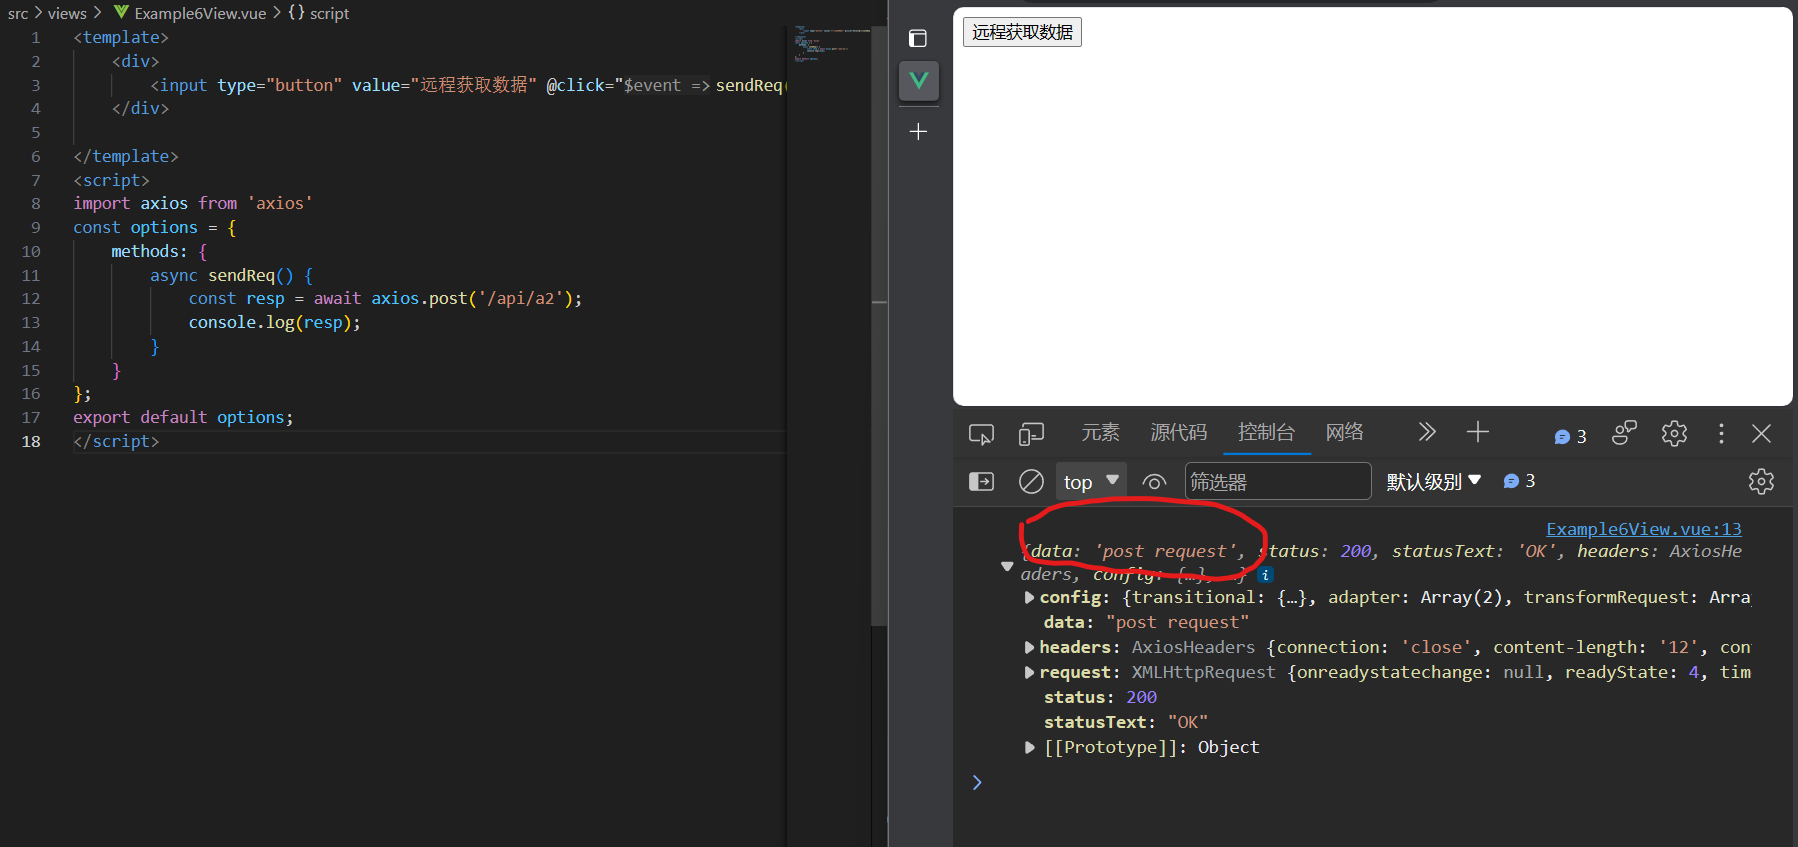 src > views > Example6View.vue > {} script
1 <template>
2 <div>
3 <input type="button" value="远程获取数据" @click="$event => sendReq(
4 </div>
5
6 </template>
7 <script>
8 import axios from 'axios'
9 const options = {
10 methods: {
11 async sendReq() {
12 const resp = await axios.post('/api/a2');
13 console.log(resp);
14 }
15 }
16 };
17 export default options;
18 </script>
远程获取数据
元素 源代码 控制台 网络 3
top 筛选器 默认级别 3
Example6View.vue:13
{data: 'post request', status: 200, statusText: 'OK', headers: AxiosHe
aders, config: {…}, …}
config: {transitional: {…}, adapter: Array(2), transformRequest: Arra
data: "post request"
headers: AxiosHeaders {connection: 'close', content-length: '12', con
request: XMLHttpRequest {onreadystatechange: null, readyState: 4, tim
status: 200
statusText: "OK"
[[Prototype]]: Object